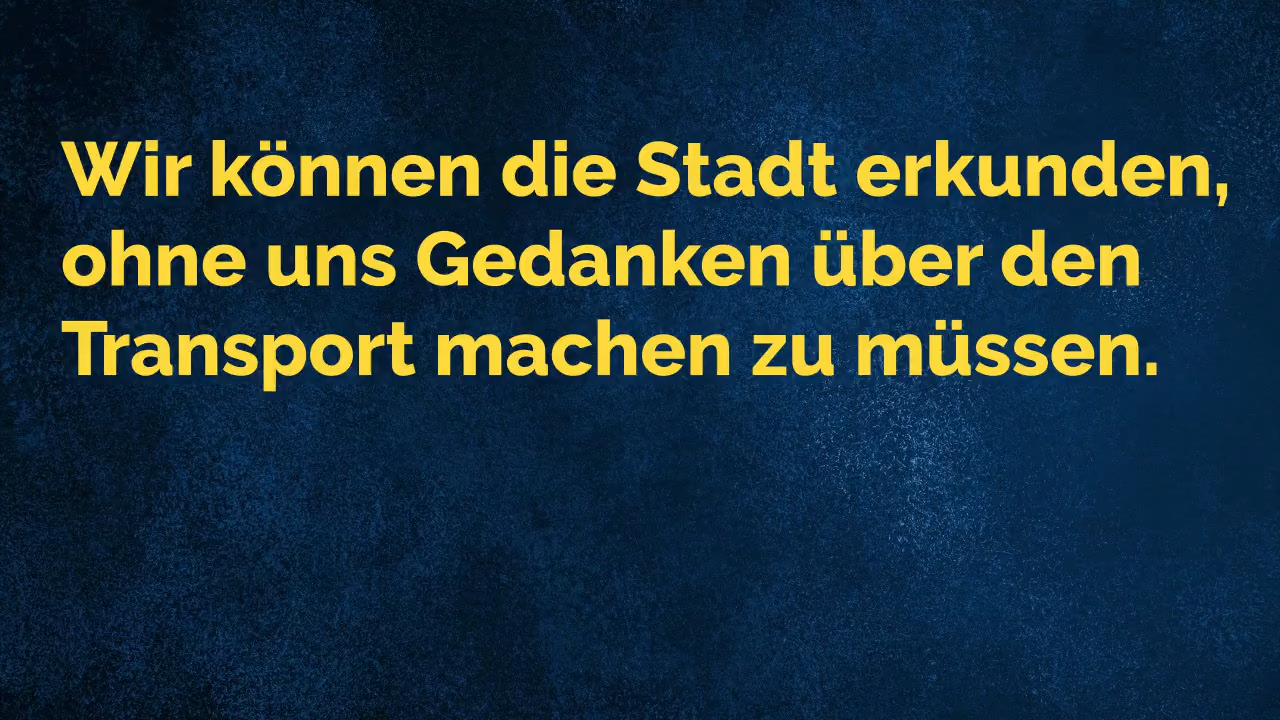 Wir können die Stadt erkunden,
ohne uns Gedanken über den
Transport machen zu müssen.